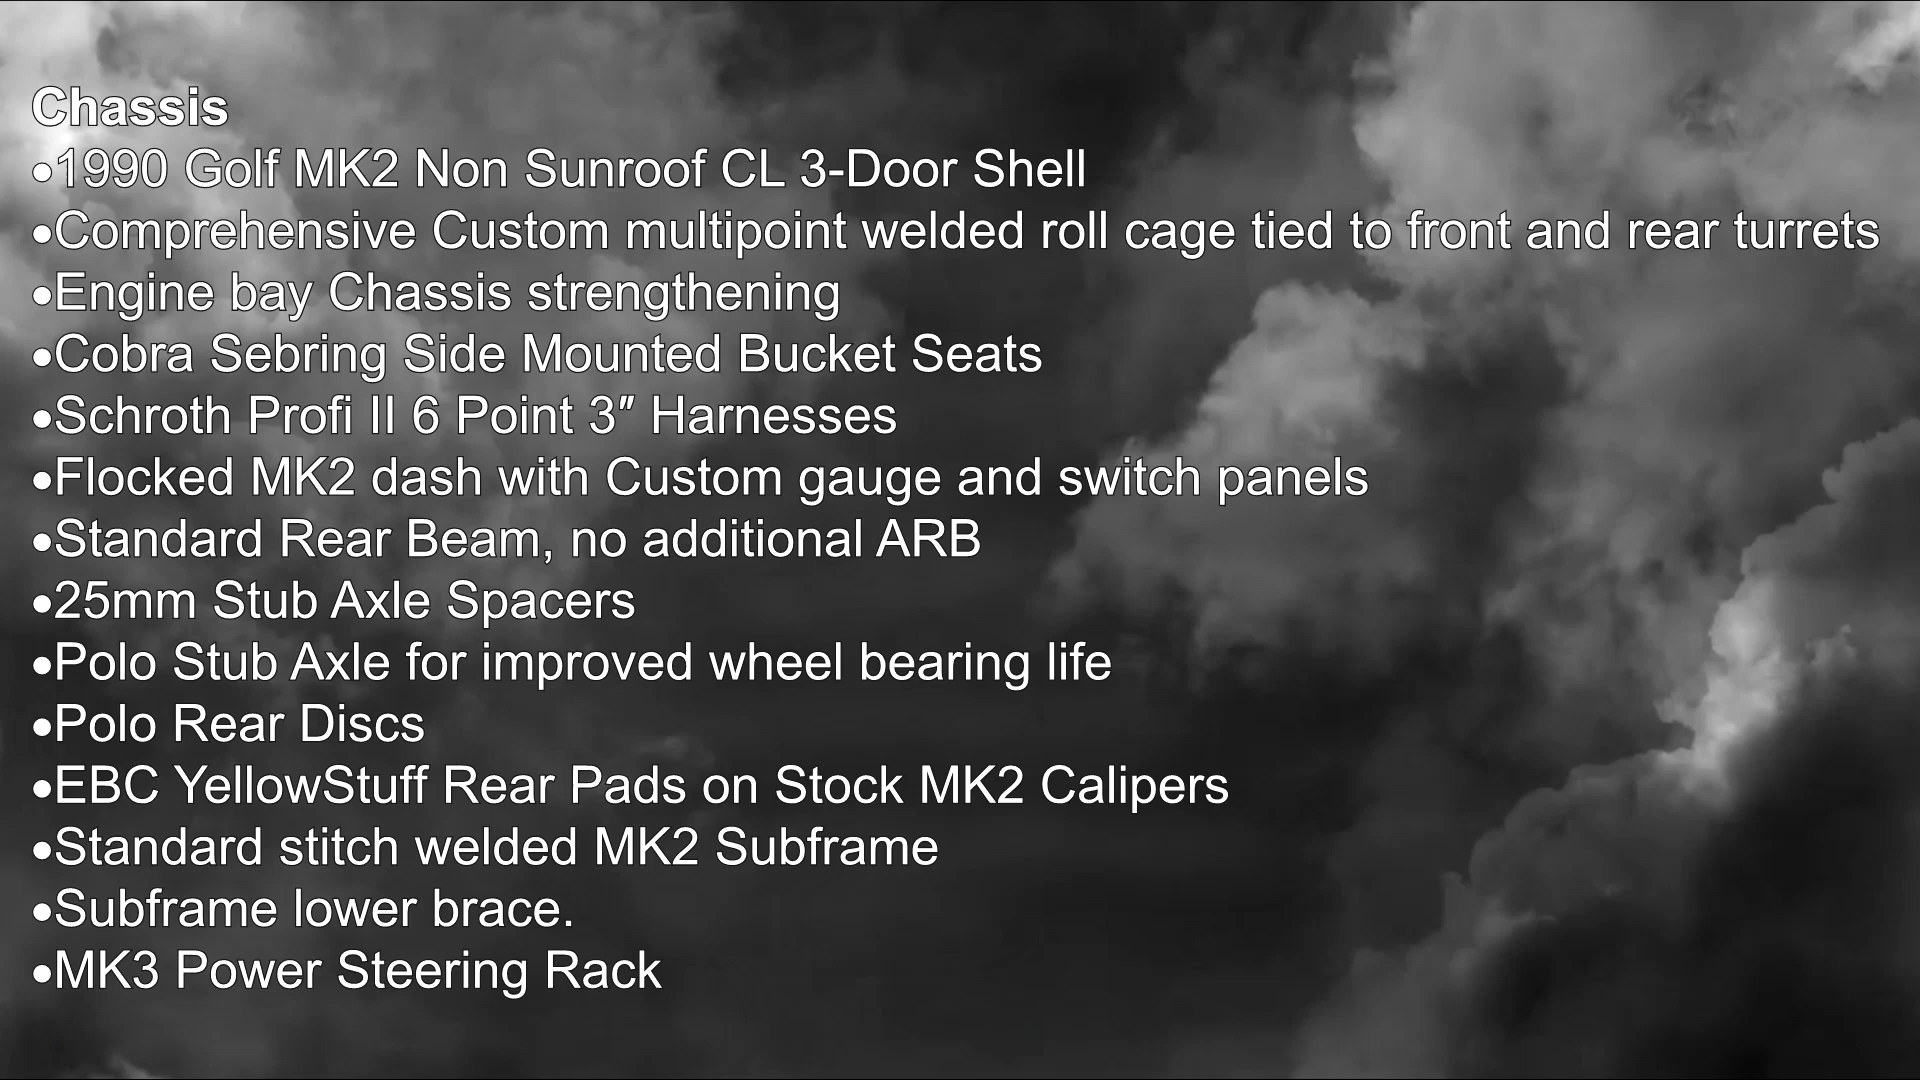 Chassis
•1990 Golf MK2 Non Sunroof CL 3-Door Shell
•Comprehensive Custom multipoint welded roll cage tied to front and rear turrets
•Engine bay Chassis strengthening
•Cobra Sebring Side Mounted Bucket Seats
•Schroth Profi II 6 Point 3″ Harnesses
•Flocked MK2 dash with Custom gauge and switch panels
•Standard Rear Beam, no additional ARB
•25mm Stub Axle Spacers
•Polo Stub Axle for improved wheel bearing life
•Polo Rear Discs
•EBC YellowStuff Rear Pads on Stock MK2 Calipers
•Standard stitch welded MK2 Subframe
•Subframe lower brace.
•MK3 Power Steering Rack